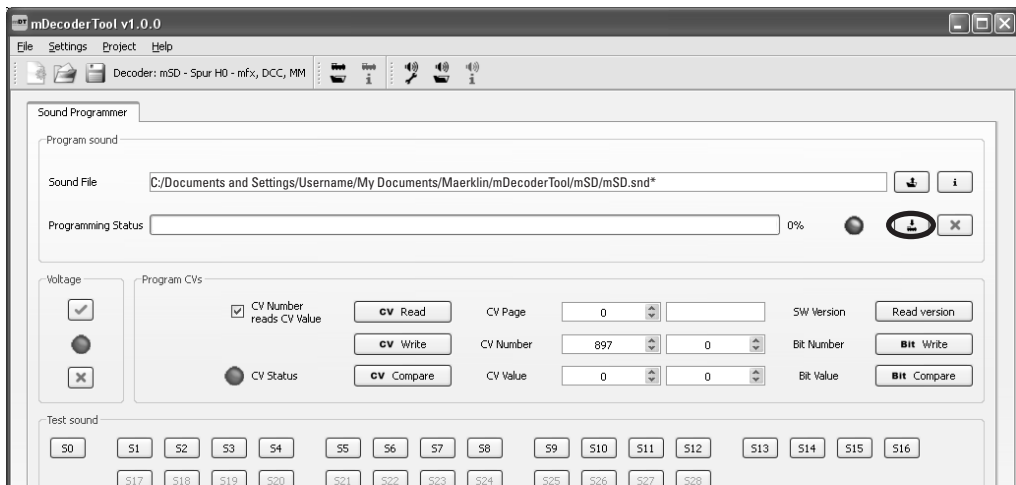 DT mDecoderTool v1.0.0
File Settings Project Help
Decoder: mSD - Spur H0 - mfx, DCC, MM
Sound Programmer
Program sound
Sound File C:/Documents and Settings/Username/My Documents/Maerklin/mDecoderTool/mSD/mSD.snd* i
Programming Status 0%
Voltage Program CVs
CV Number reads CV Value CV Read CV Page 0 SW Version Read version
CV Write CV Number 897 0 Bit Number Bit Write
CV Status CV Compare CV Value 0 0 Bit Value Bit Compare
Test sound
S0 S1 S2 S3 S4 S5 S6 S7 S8 S9 S10 S11 S12 S13 S14 S15 S16
S17 S18 S19 S20 S21 S22 S23 S24 S25 S26 S27 S28